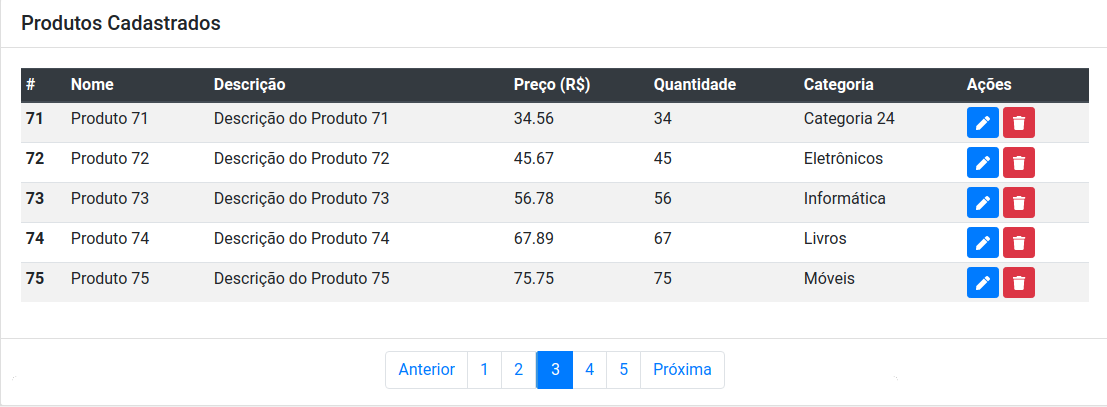 Produtos Cadastrados
# Nome Descrição Preço (R$) Quantidade Categoria Ações
71 Produto 71 Descrição do Produto 71 34.56 34 Categoria 24
72 Produto 72 Descrição do Produto 72 45.67 45 Eletrônicos
73 Produto 73 Descrição do Produto 73 56.78 56 Informática
74 Produto 74 Descrição do Produto 74 67.89 67 Livros
75 Produto 75 Descrição do Produto 75 75.75 75 Móveis
Anterior 1 2 3 4 5 Próxima